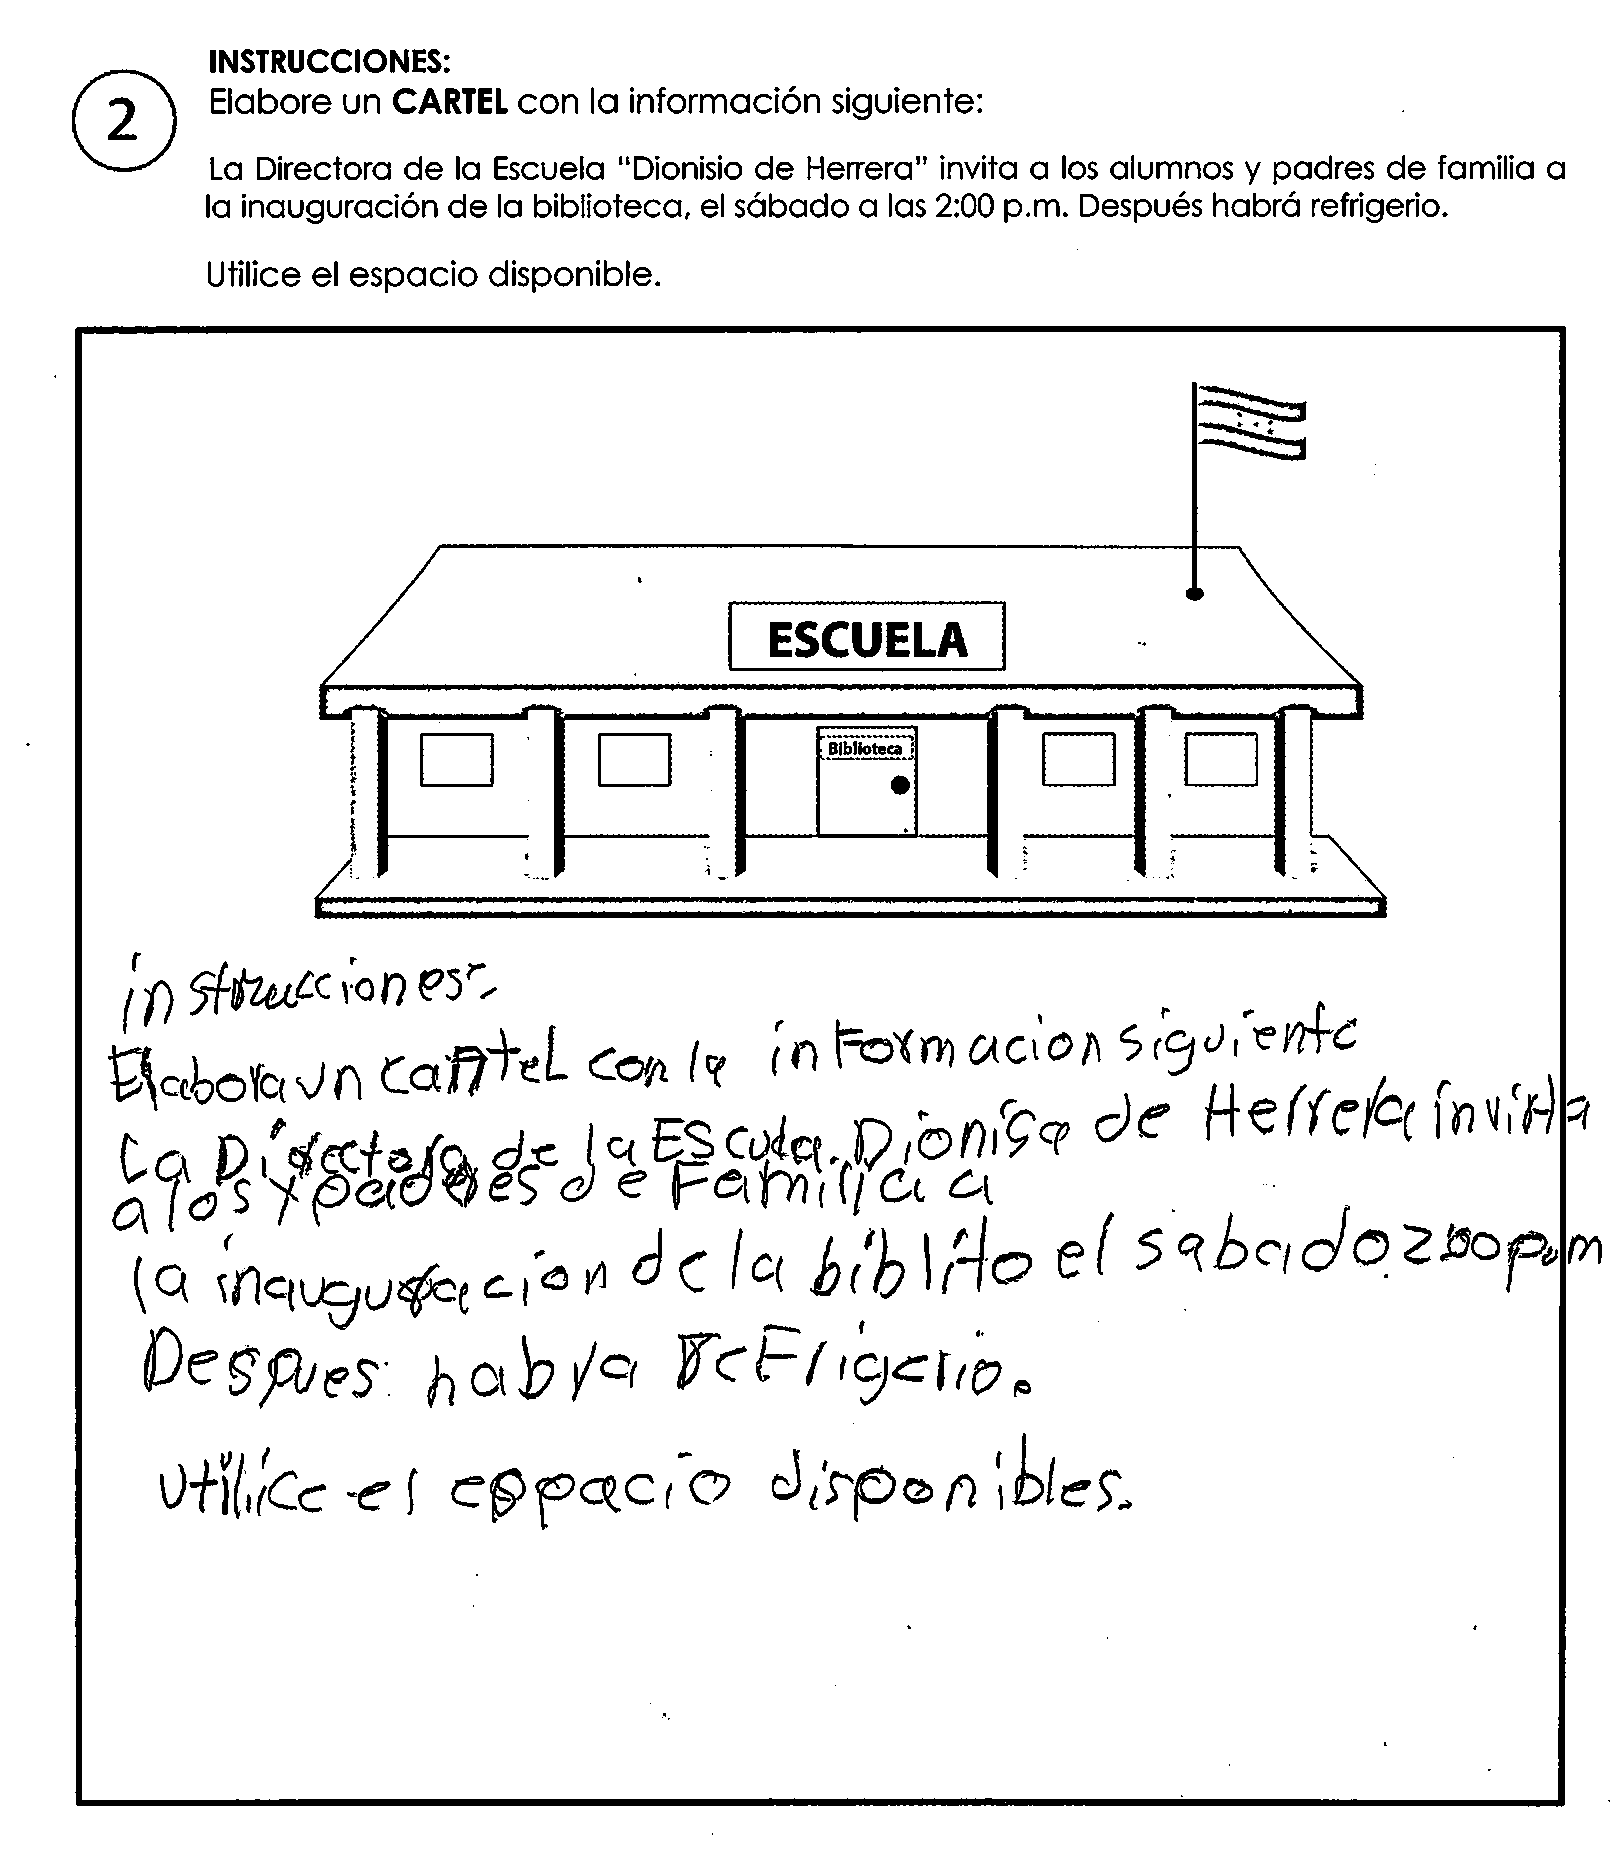 INSTRUCCIONES:
2
Elabore un CARTEL con la información siguiente:
La Directora de la Escuela "Dionisio de Herrera" invita a los alumnos y padres de familia a
la inauguración de la biblioteca, el sábado a las 2:00 p.m. Después habrá refrigerio.
Utilice el espacio disponible.
ESCUELA
Biblioteca
instrucciones
Elabora un cartel con la informacion siguiente
La Directora de la EScula. Dionisa de Herrera invita
a los y padres de Familia a
la inauguracion de la biblito el sabado 2:00 p.m
Despues habra reFrigerio.
utilice el espacio disponibles.